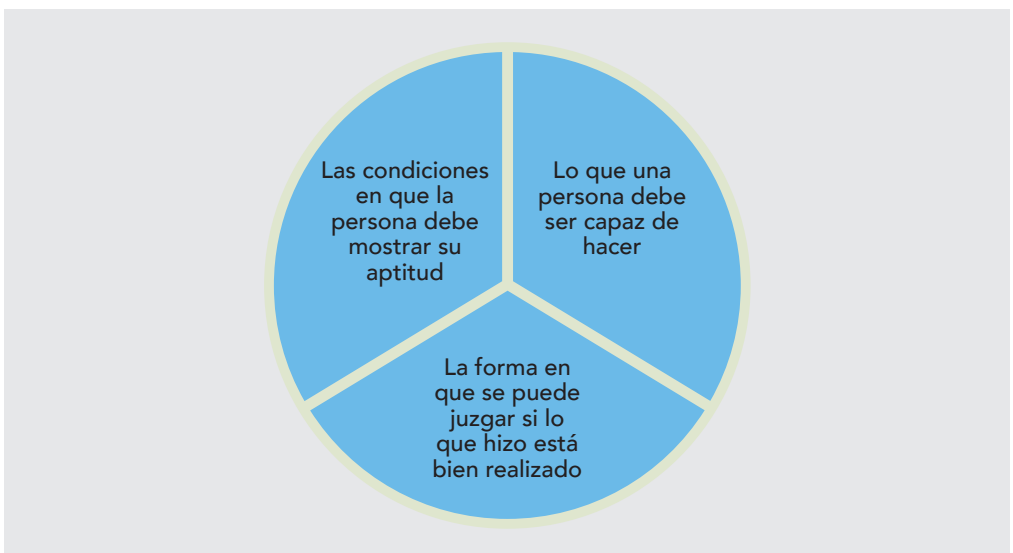 Las condiciones
en que la
persona debe
mostrar su
aptitud
Lo que una
persona debe
ser capaz de
hacer
La forma en
que se puede
juzgar si lo
que hizo está
bien realizado